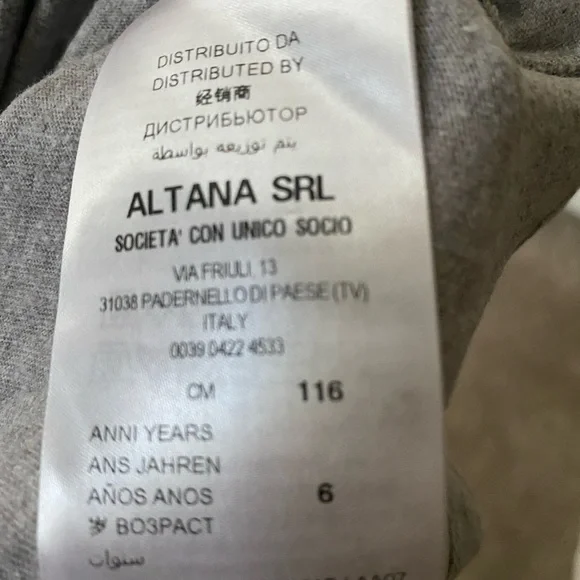 DISTRIBUITO DA
DISTRIBUTED BY
经销商
ДИСТРИБЬЮТОР
يتم توزيعه بواسطة
ALTANA SRL
SOCIETA' CON UNICO SOCIO
VIA FRIULI, 13
31038 PADERNELLO DI PAESE (TV)
ITALY
0039 0422 4533
CM 116
ANNI YEARS
ANS JAHREN
AÑOS ANOS 6
岁 ВОЗРАСТ
سنوات